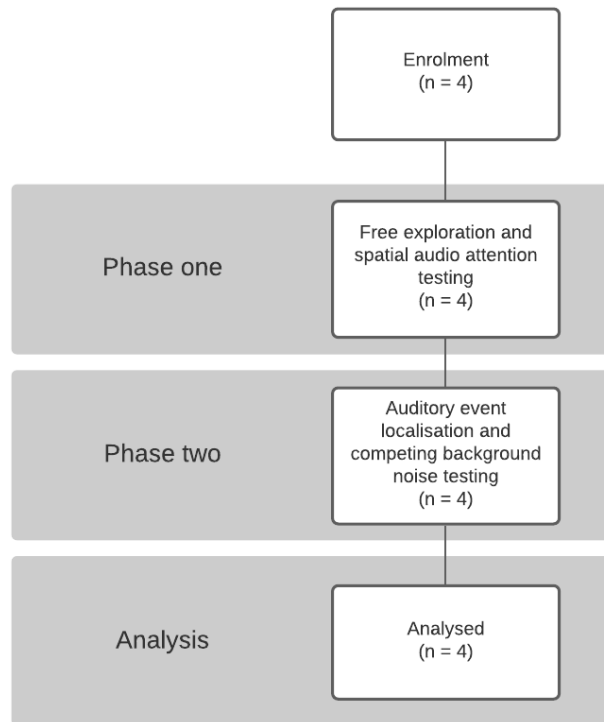 Enrolment
(n = 4)
Phase one
Free exploration and
spatial audio attention
testing
(n = 4)
Phase two
Auditory event
localisation and
competing background
noise testing
(n = 4)
Analysis
Analysed
(n = 4)